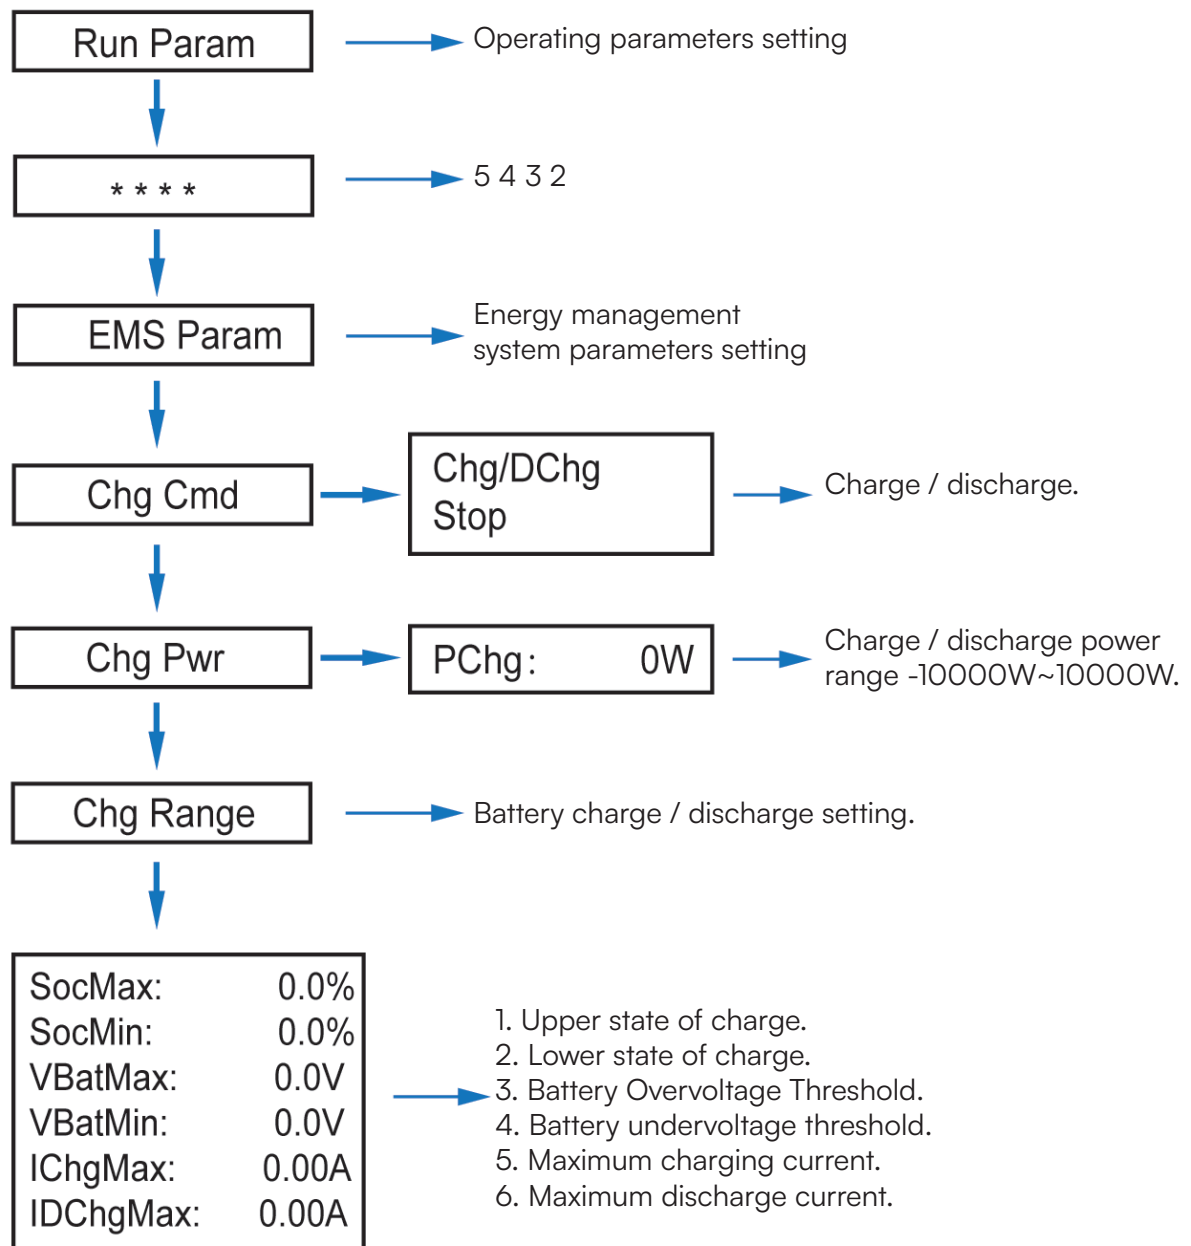 Run Param
Operating parameters setting
* * * *
5 4 3 2
EMS Param
Energy management
system parameters setting
Chg Cmd
Chg/DChg
Stop
Charge / discharge.
Chg Pwr
PChg: 0W
Charge / discharge power
range -10000W~10000W.
Chg Range
Battery charge / discharge setting.
SocMax: 0.0%
SocMin: 0.0%
VBatMax: 0.0V
VBatMin: 0.0V
IChgMax: 0.00A
IDChgMax: 0.00A
1. Upper state of charge.
2. Lower state of charge.
3. Battery Overvoltage Threshold.
4. Battery undervoltage threshold.
5. Maximum charging current.
6. Maximum discharge current.